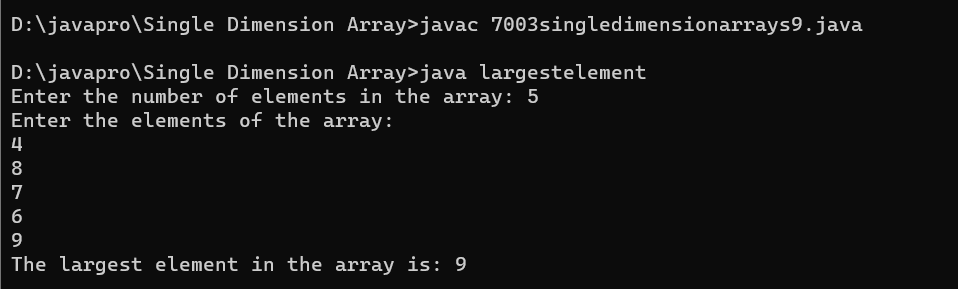 D:\javapro\Single Dimension Array>javac 7003singledimensionarrays9.java
D:\javapro\Single Dimension Array>java largestelement
Enter the number of elements in the array: 5
Enter the elements of the array:
4
8
7
6
9
The largest element in the array is: 9